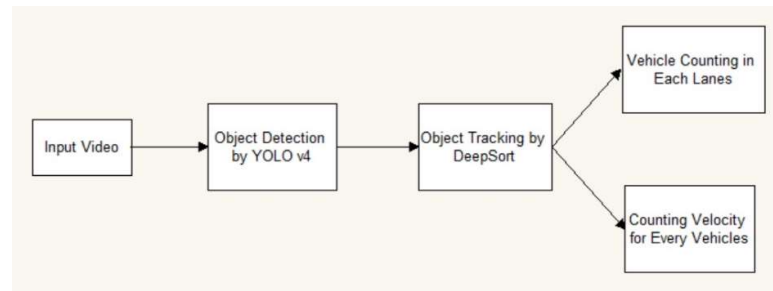 Input Video
Object Detection
by YOLO v4
Object Tracking by
DeepSort
Vehicle Counting in
Each Lanes
Counting Velocity
for Every Vehicles